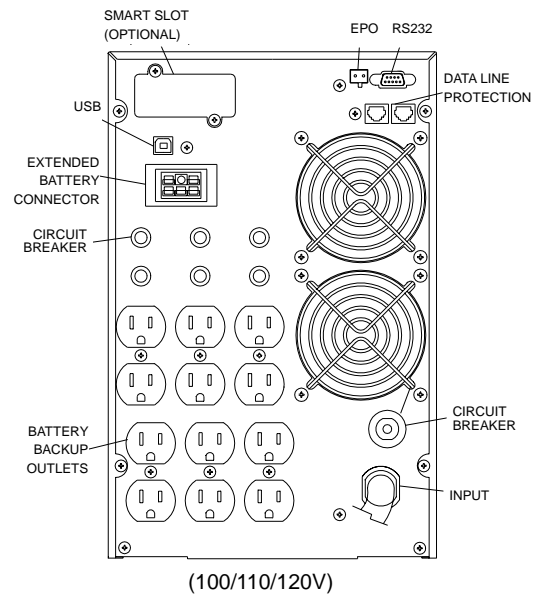 SMART SLOT
(OPTIONAL)
EPO RS232
DATA LINE
PROTECTION
USB
EXTENDED
BATTERY
CONNECTOR
CIRCUIT
BREAKER
CIRCUIT
BREAKER
BATTERY
BACKUP
OUTLETS
INPUT
(100/110/120V)